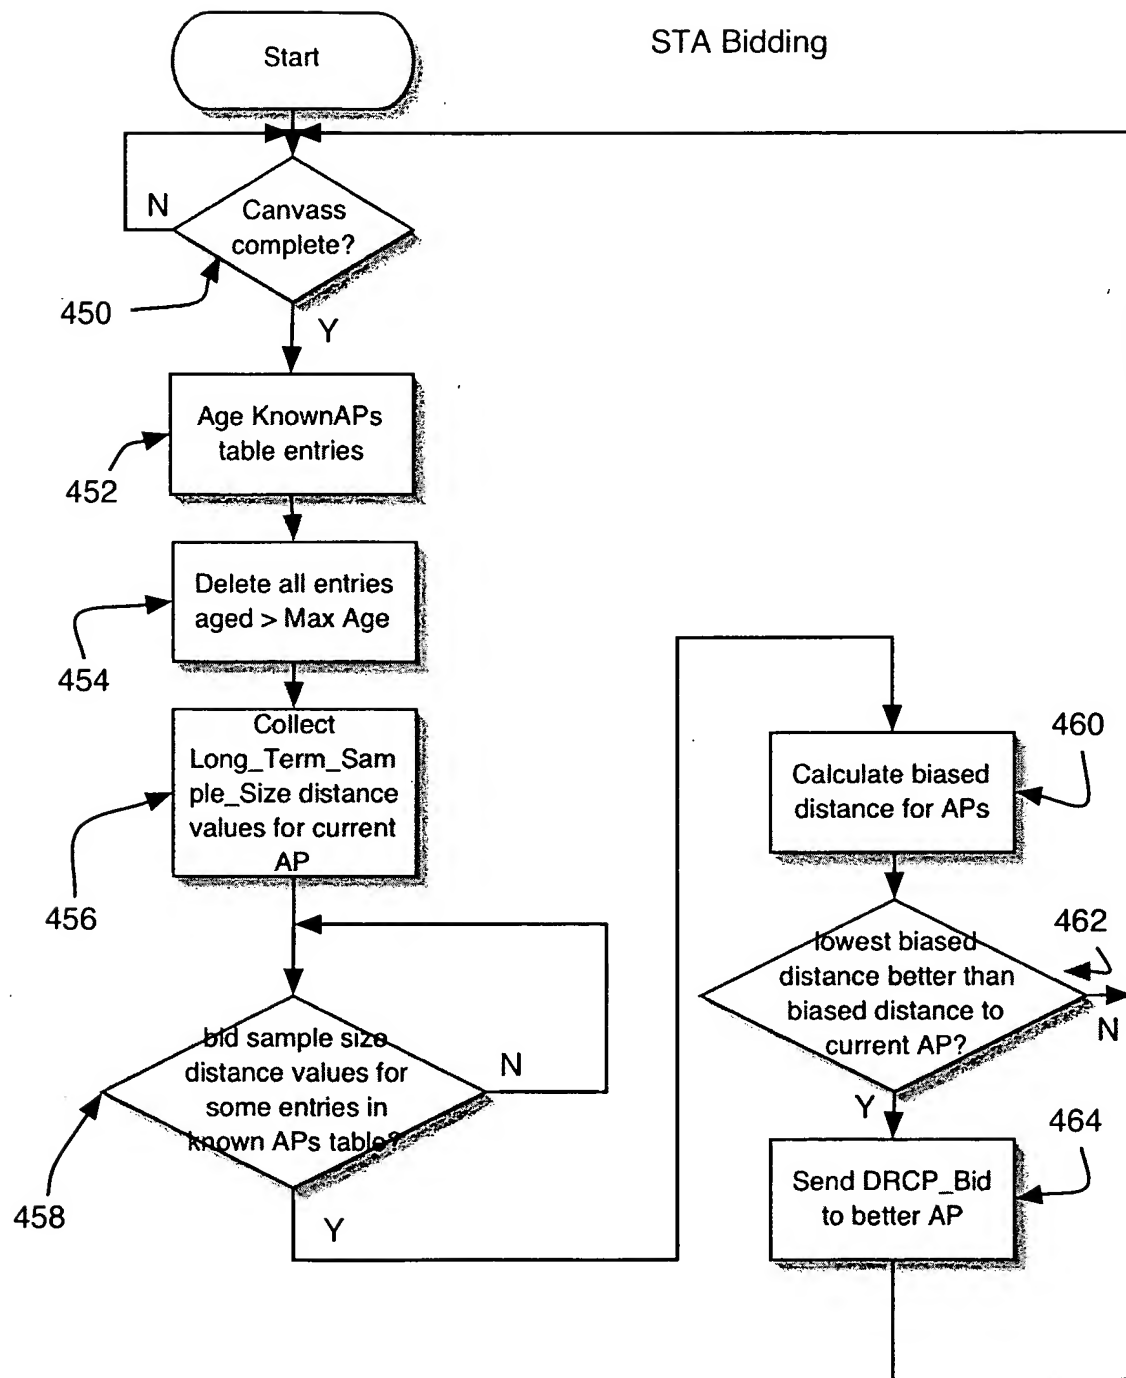 STA Bidding
Start
N
Canvass
complete?
450
Y
Age KnownAPs
table entries
452
Delete all entries
aged > Max Age
454
Collect
Long_Term_Sam
ple_Size distance
values for current
AP
456
bid sample size
distance values for
some entries in
known APs table?
N
458
Y
460
Calculate biased
distance for APs
462
lowest biased
distance better than
biased distance to
current AP?
N
Y
464
Send DRCP_Bid
to better AP